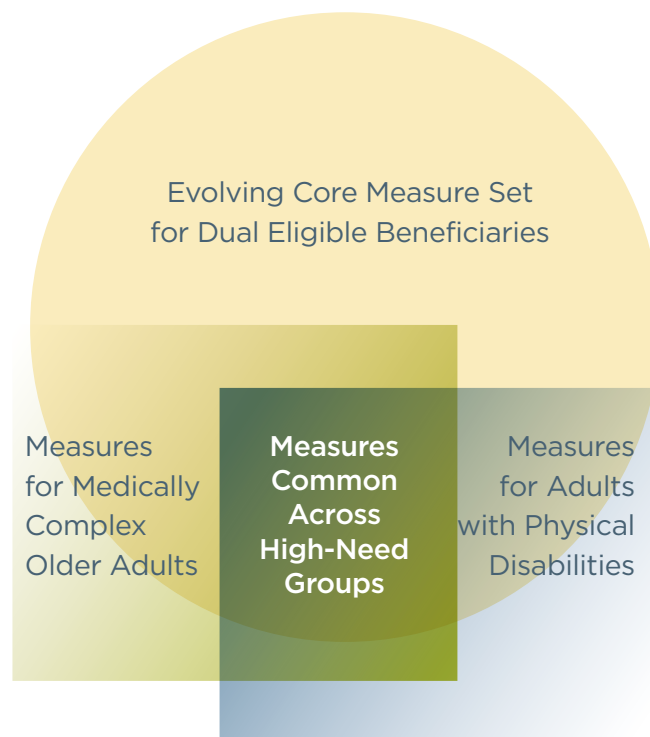 Evolving Core Measure Set
for Dual Eligible Beneficiaries
Measures
for Medically
Complex
Older Adults
Measures
Common
Across
High-Need
Groups
Measures
for Adults
with Physical
Disabilities